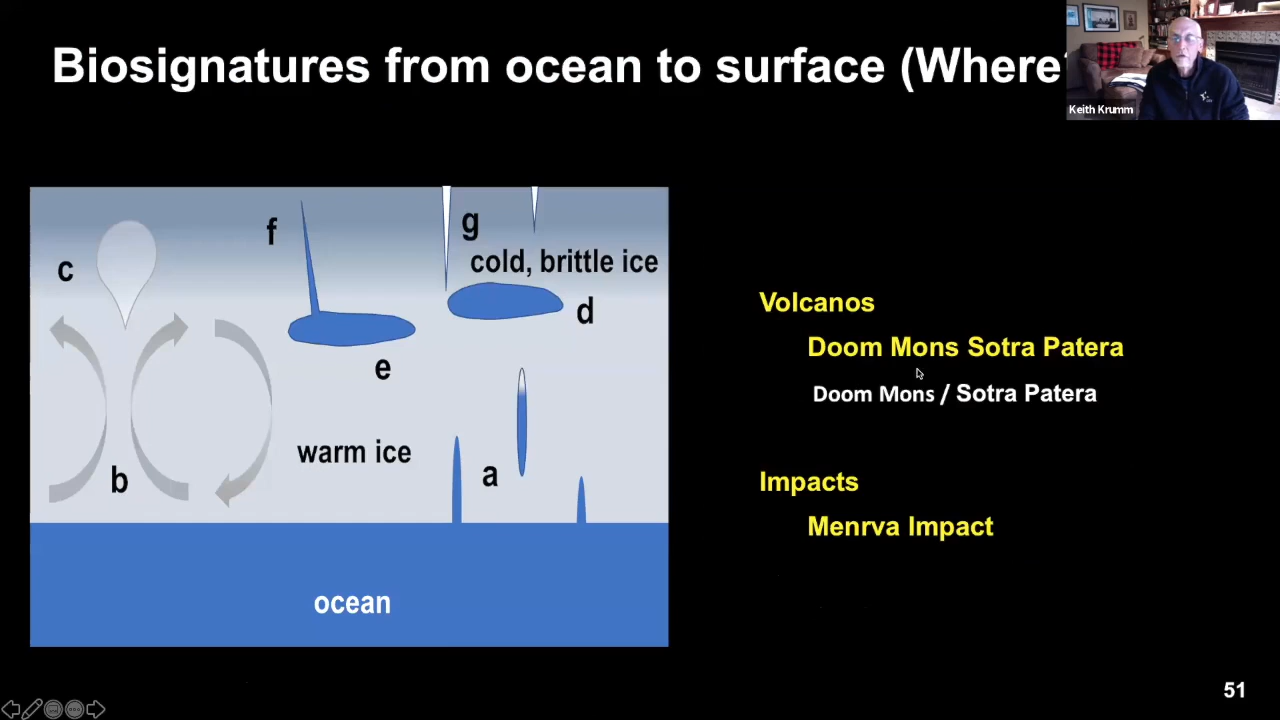 Biosignatures from ocean to surface (Where?
Keith Krumm
f
g
c
cold, brittle ice
d
e
warm ice
b
a
ocean
Volcanos
Doom Mons Sotra Patera
Doom Mons / Sotra Patera
Impacts
Menrva Impact
51